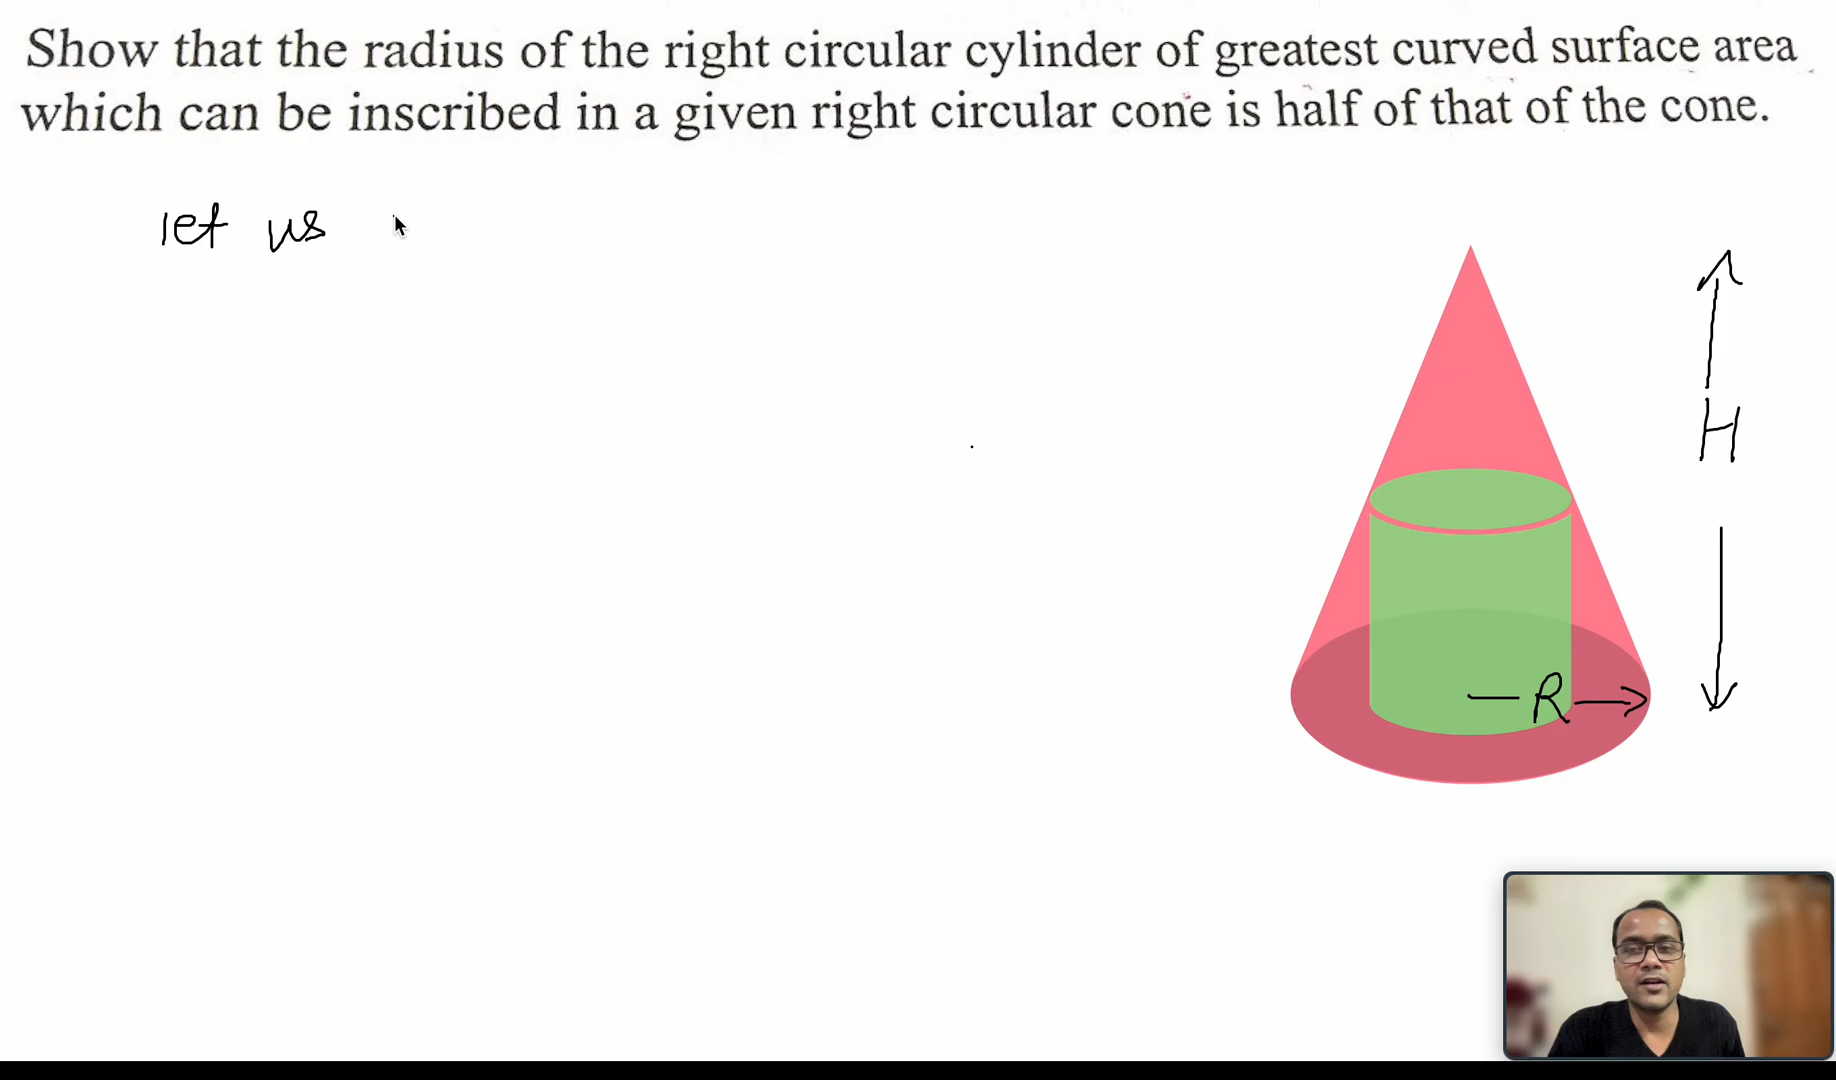 Show that the radius of the right circular cylinder of greatest curved surface area
which can be inscribed in a given right circular cone is half of that of the cone.
let us
H
R